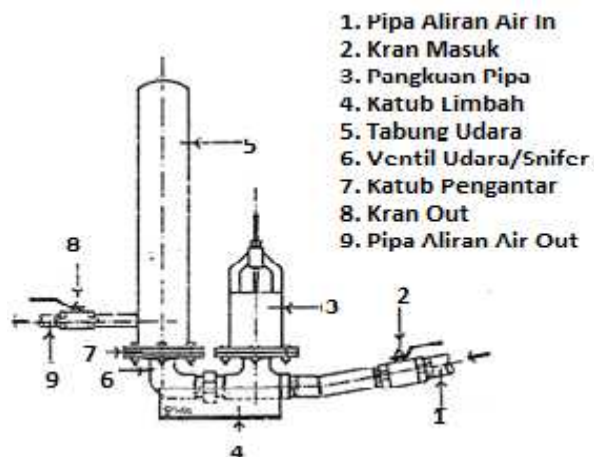 1. Pipa Aliran Air In
2. Kran Masuk
3. Pangkuan Pipa
4. Katub Limbah
5. Tabung Udara
6. Ventil Udara/Snifer
7. Katub Pengantar
8. Kran Out
9. Pipa Aliran Air Out
5
8
2
3
7
6
9
1
4